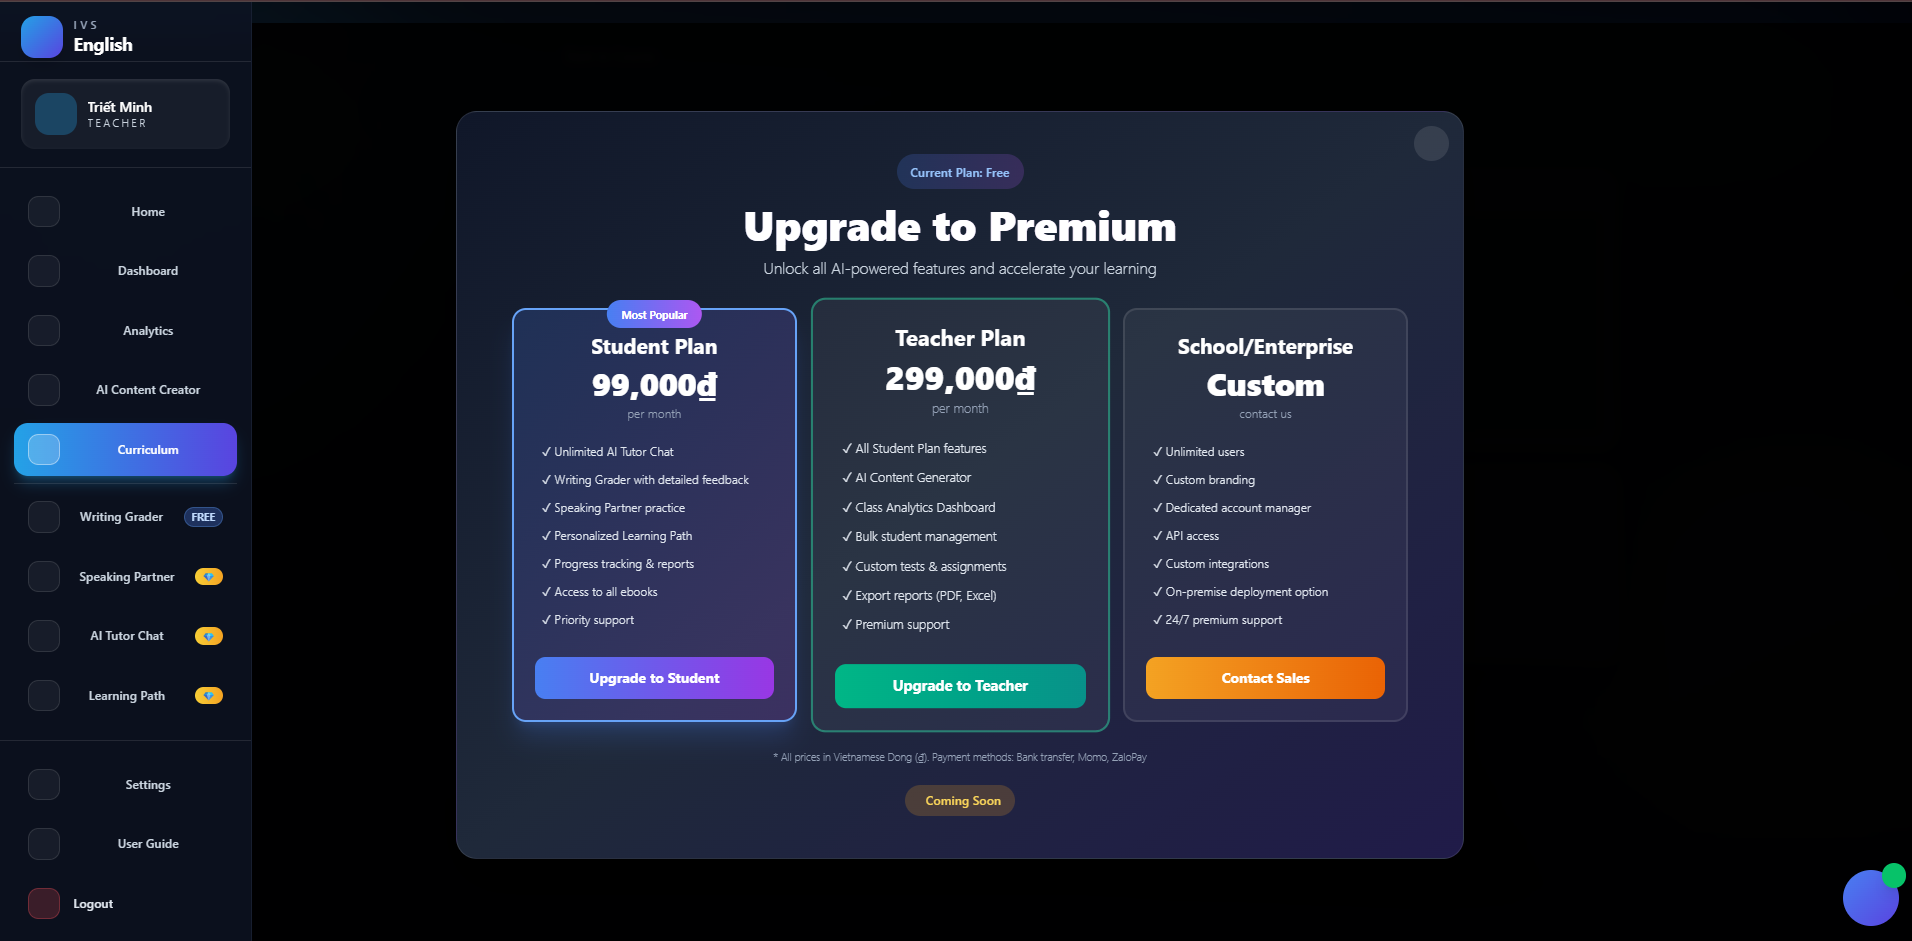 IVS
English
Triết Minh
TEACHER
Home
Dashboard
Analytics
AI Content Creator
Curriculum
Writing Grader FREE
Speaking Partner
AI Tutor Chat
Learning Path
Settings
User Guide
Logout
Current Plan: Free
Upgrade to Premium
Unlock all AI-powered features and accelerate your learning
Most Popular
Student Plan
99,000₫
per month
✓ Unlimited AI Tutor Chat
✓ Writing Grader with detailed feedback
✓ Speaking Partner practice
✓ Personalized Learning Path
✓ Progress tracking & reports
✓ Access to all ebooks
✓ Priority support
Upgrade to Student
Teacher Plan
299,000₫
per month
✓ All Student Plan features
✓ AI Content Generator
✓ Class Analytics Dashboard
✓ Bulk student management
✓ Custom tests & assignments
✓ Export reports (PDF, Excel)
✓ Premium support
Upgrade to Teacher
School/Enterprise
Custom
contact us
✓ Unlimited users
✓ Custom branding
✓ Dedicated account manager
✓ API access
✓ Custom integrations
✓ On-premise deployment option
✓ 24/7 premium support
Contact Sales
* All prices in Vietnamese Dong (₫). Payment methods: Bank transfer, Momo, ZaloPay
Coming Soon